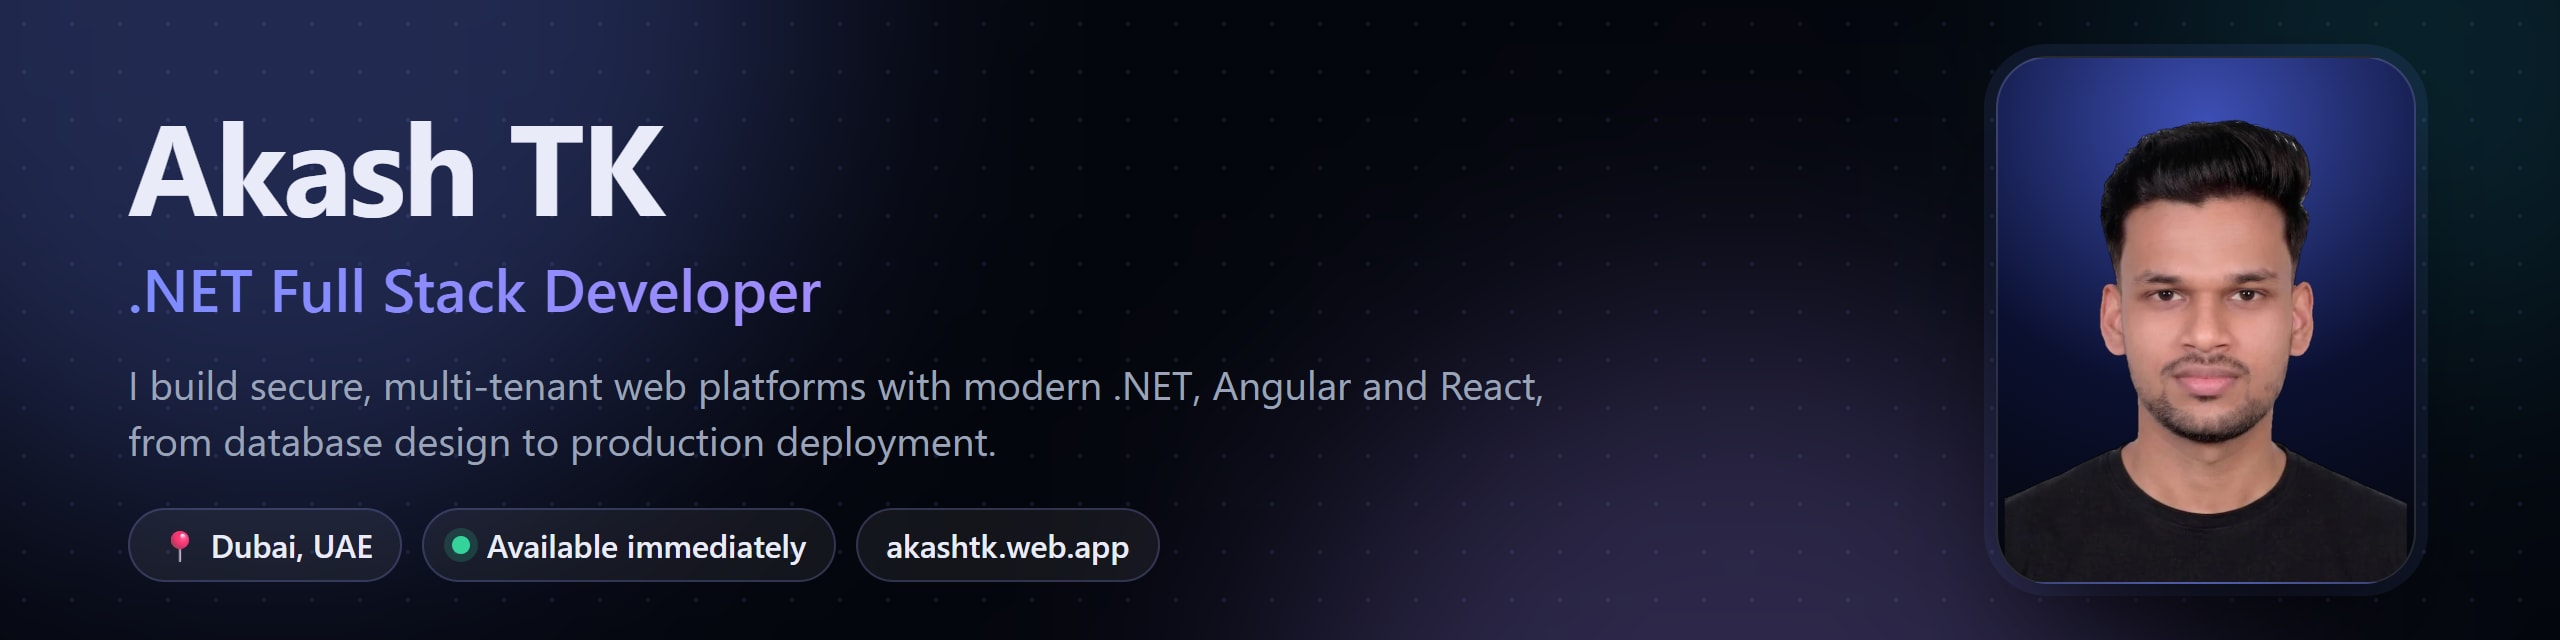 Akash TK
.NET Full Stack Developer
I build secure, multi-tenant web platforms with modern .NET, Angular and React,
from database design to production deployment.
Dubai, UAE
Available immediately
akashtk.web.app